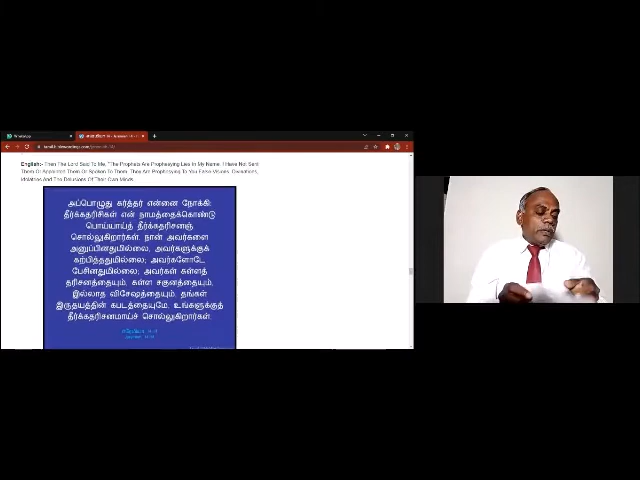 WhatsApp
English:- Then The Lord Said To Me, "The Prophets Are Prophesying Lies In My Name. I Have Not Sent
Them Or Appointed Them Or Spoken To Them. They Are Prophesying To You False Visions, Divinations,
Idolatries And The Delusions Of Their Own Minds.
அப்பொழுது கர்த்தர் என்னை நோக்கி:
தீர்க்கதரிசிகள் என் நாமத்தைக்கொண்டு
பொய்யாய்த் தீர்க்கதரிசனஞ்
சொல்லுகிறார்கள், நான் அவர்களை
அனுப்பினதுமில்லை, அவர்களுக்குக்
கற்பித்ததுமில்லை; அவர்களோடே
பேசினதுமில்லை; அவர்கள் கள்ளத்
தரிசனத்தையும், கள்ள சகுனத்தையும்,
இல்லாத விசேஷத்தையும், தங்கள்
இருதயத்தின் கபடத்தையுமே, உங்களுக்குத்
தீர்க்கதரிசனமாய்ச் சொல்லுகிறார்கள்.